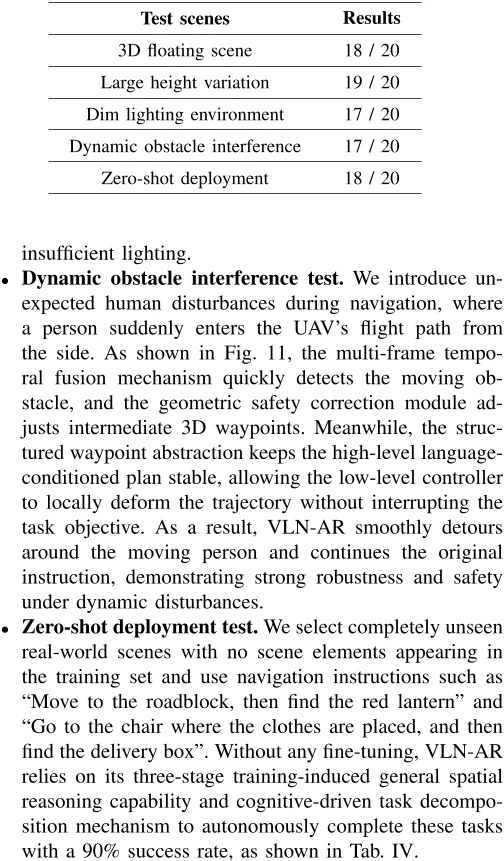 Test scenes Results
3D floating scene 18 / 20
Large height variation 19 / 20
Dim lighting environment 17 / 20
Dynamic obstacle interference 17 / 20
Zero-shot deployment 18 / 20
insufficient lighting.
• Dynamic obstacle interference test. We introduce un-
expected human disturbances during navigation, where
a person suddenly enters the UAV's flight path from
the side. As shown in Fig. 11, the multi-frame tempo-
ral fusion mechanism quickly detects the moving ob-
stacle, and the geometric safety correction module ad-
justs intermediate 3D waypoints. Meanwhile, the struc-
tured waypoint abstraction keeps the high-level language-
conditioned plan stable, allowing the low-level controller
to locally deform the trajectory without interrupting the
task objective. As a result, VLN-AR smoothly detours
around the moving person and continues the original
instruction, demonstrating strong robustness and safety
under dynamic disturbances.
• Zero-shot deployment test. We select completely unseen
real-world scenes with no scene elements appearing in
the training set and use navigation instructions such as
“Move to the roadblock, then find the red lantern” and
“Go to the chair where the clothes are placed, and then
find the delivery box”. Without any fine-tuning, VLN-AR
relies on its three-stage training-induced general spatial
reasoning capability and cognitive-driven task decompo-
sition mechanism to autonomously complete these tasks
with a 90% success rate, as shown in Tab. IV.